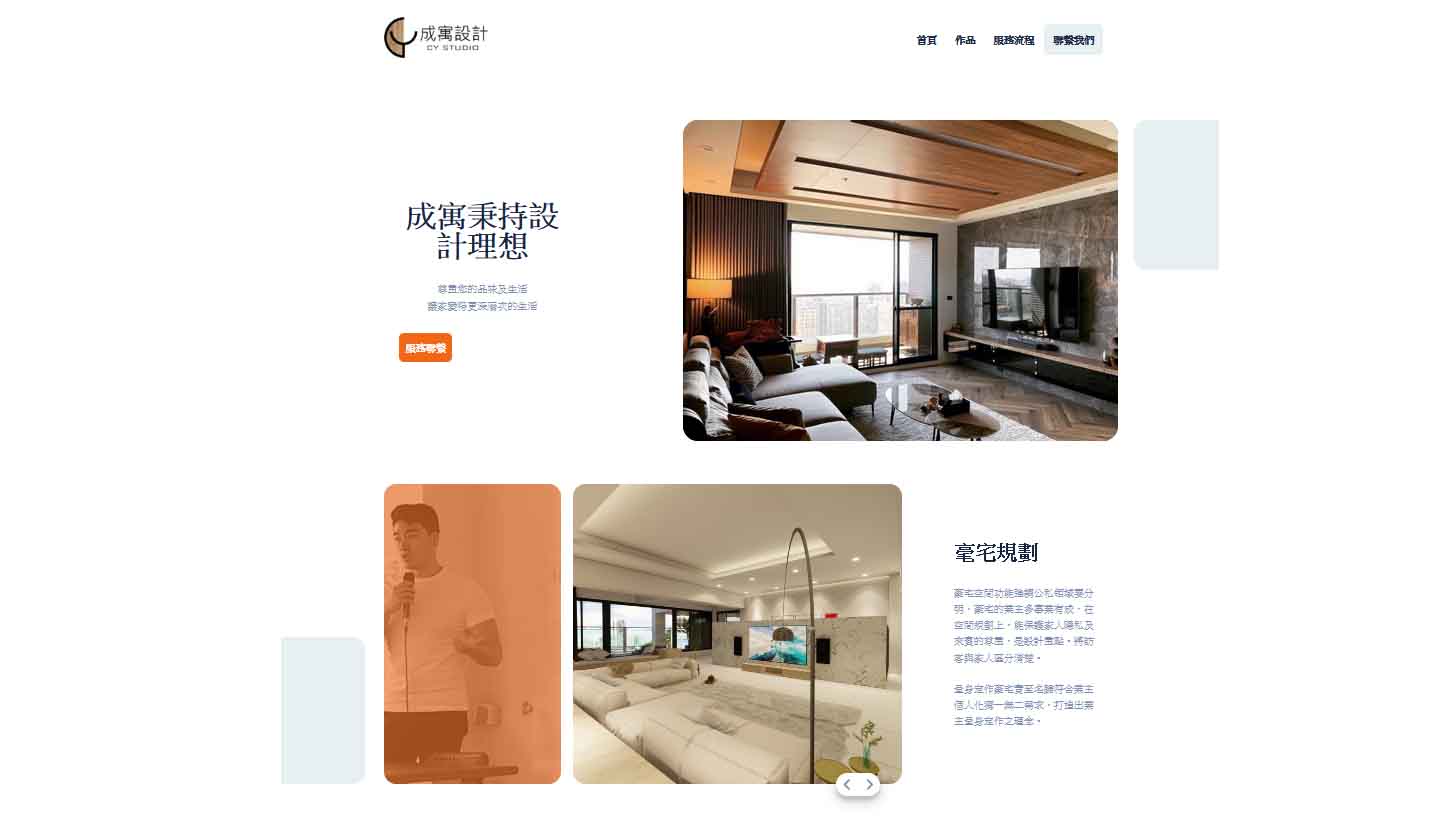 成寓設計
CY STUDIO
首頁
作品
服務流程
聯繫我們
成寓秉持設
計理想
尊重您的品味及生活
讓家變得更深層次的生活
服務聯繫
毫宅規劃
豪宅空間功能強調公私領域要分
明，豪宅的業主多事業有成，在
空間規劃上，能保護家人隱私及
來賓的尊重，是設計重點，將訪
客與家人區分清楚。
量身定作豪宅實至名歸符合業主
個人化獨一無二需求，打造出業
主量身定作之理念。